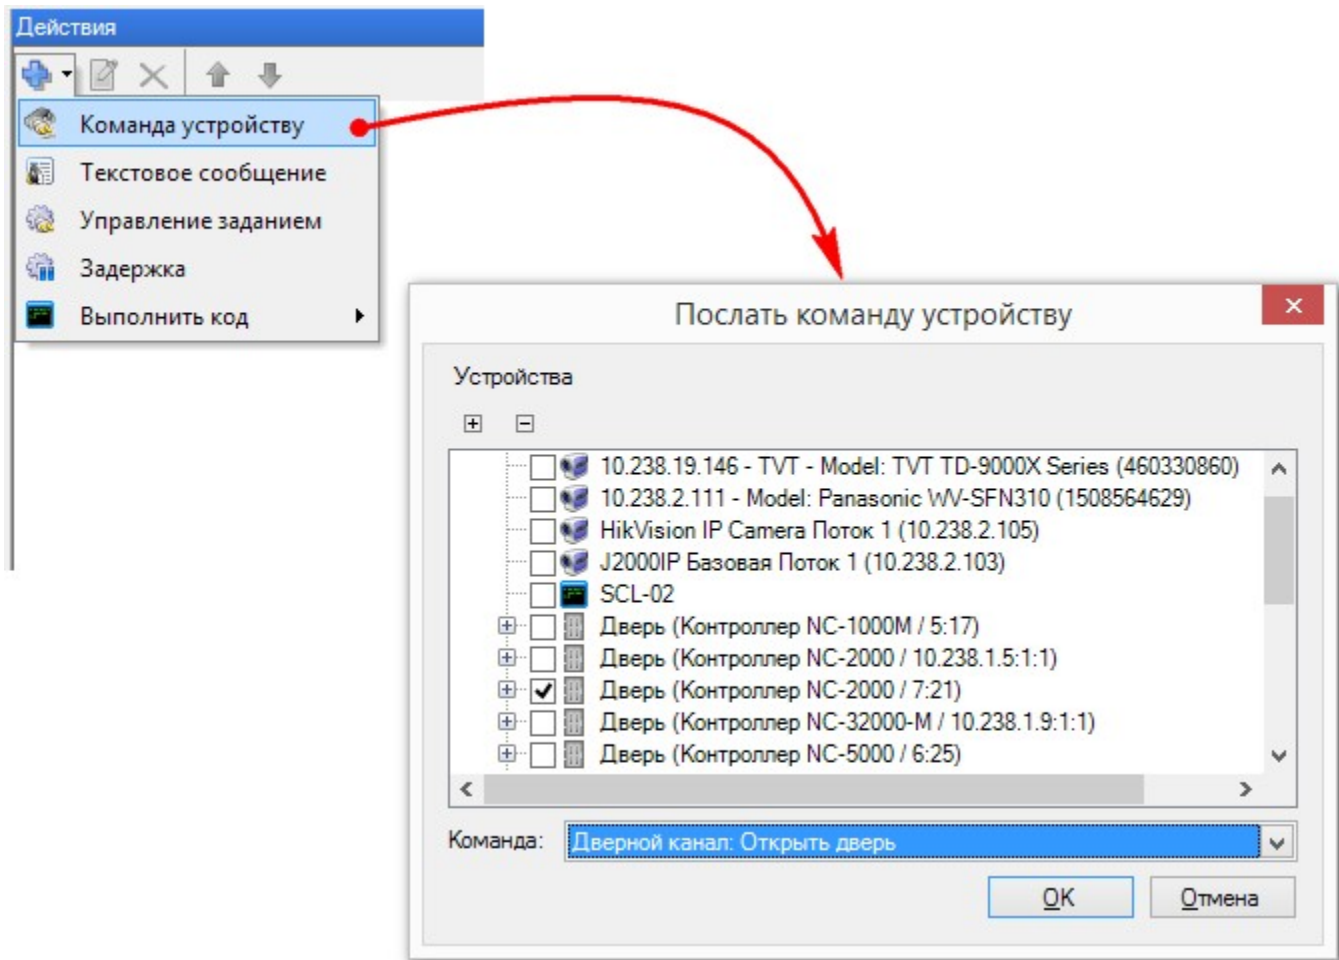 Действия
Команда устройству
Текстовое сообщение
Управление заданием
Задержка
Выполнить код
Послать команду устройству
Устройства
10.238.19.146 - TVT - Model: TVT TD-9000X Series (460330860)
10.238.2.111 - Model: Panasonic WV-SFN310 (1508564629)
HikVision IP Camera Поток 1 (10.238.2.105)
J2000IP Базовая Поток 1 (10.238.2.103)
SCL-02
Дверь (Контроллер NC-1000M / 5:17)
Дверь (Контроллер NC-2000 / 10.238.1.5:1:1)
Дверь (Контроллер NC-2000 / 7:21)
Дверь (Контроллер NC-32000-M / 10.238.1.9:1:1)
Дверь (Контроллер NC-5000 / 6:25)
Команда: Дверной канал: Открыть дверь
OK Отмена